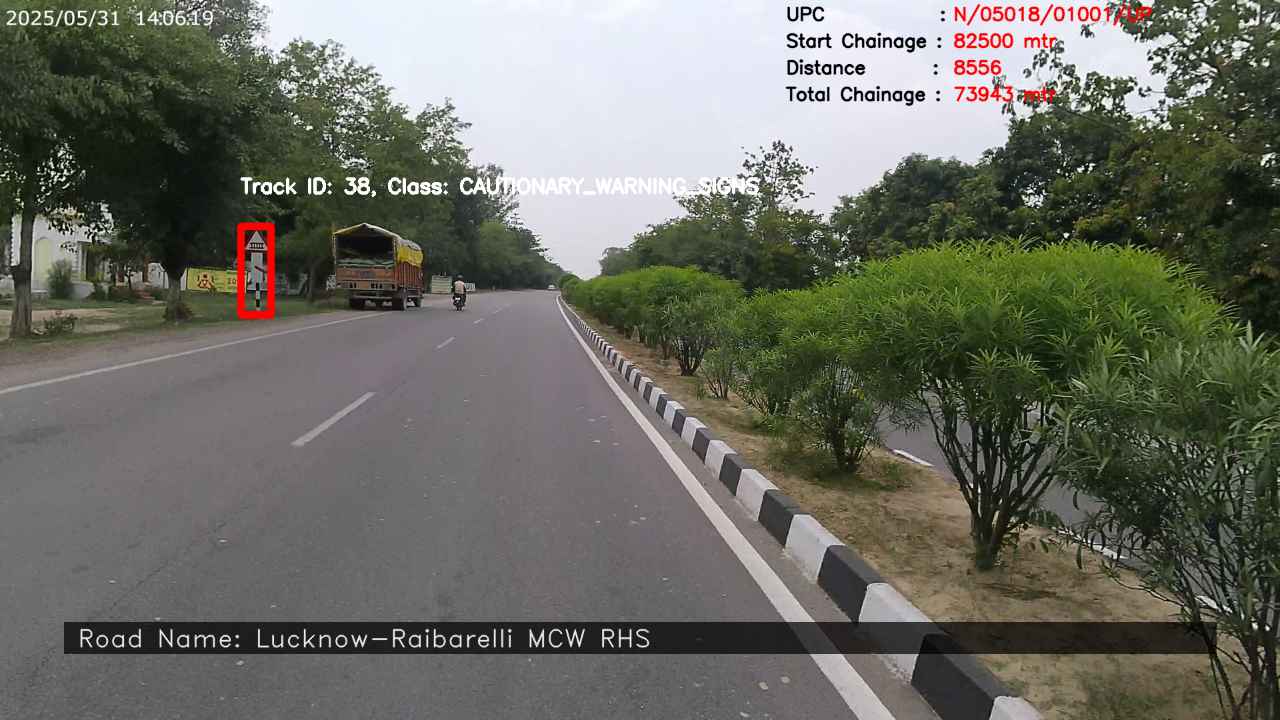 2025/05/31 14:06:19
UPC : N/05018/01001/UP
Start Chainage : 82500 mtr
Distance : 8556
Total Chainage : 73943 mtr
Track ID: 38, Class: CAUTIONARY_WARNING_SIGNS
Road Name: Lucknow-Raibarelli MCW RHS